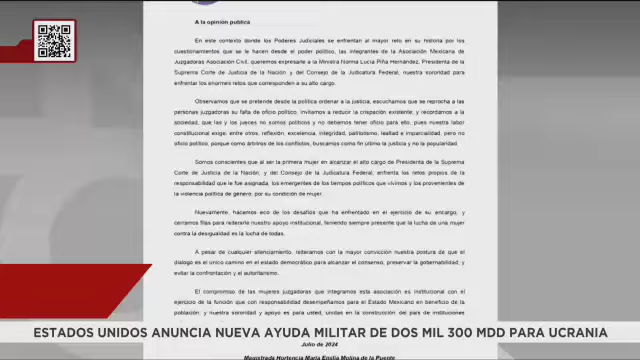 A la opinión publica
En este contexto donde los Poderes Judiciales se enfrentan al mayor reto en su historia por los
cuestionamientos que se le hacen desde el poder político, las integrantes de la Asociación Mexicana de
Juzgadoras Asociación Civil, queremos expresarle a la Ministra Norma Lucía Piña Hernández, Presidenta de la
Suprema Corte de Justicia de la Nación y del Consejo de la Judicatura Federal, nuestra sororidad para
enfrentar los enormes retos que corresponden a su alto cargo.
Observamos que se pretende desde la política ordenar a la justicia, escuchamos que se reprocha a las
personas juzgadoras su falta de oficio político. Invitamos a reducir la crispación existente, y recordamos a la
sociedad, que las y los jueces no somos políticos y no debemos tener oficio para ello, pues nuestra labor
constitucional exige, entre otros, reflexión, excelencia, integridad, patriotismo, lealtad e imparcialidad, pero no
oficio político, porque como árbitros de los conflictos, buscamos como fin último la justicia y no la popularidad.
Somos conscientes que al ser la primera mujer en alcanzar el alto cargo de Presidenta de la Suprema
Corte de Justicia de la Nación, y del Consejo de la Judicatura Federal, enfrenta los retos propios de la
responsabilidad que le fue asignada, los emergentes de los tiempos políticos que vivimos y los provenientes de
la violencia política de género, por su condición de mujer.
Nuevamente, hacemos eco de los desafíos que ha enfrentado en el ejercicio de su encargo, y
cerramos filas para reiterarle nuestro apoyo institucional, teniendo siempre presente que la lucha de una mujer
contra la desigualdad es la lucha de todas.
A pesar de cualquier silenciamiento, reiteramos con la mayor convicción nuestra postura de que el
dialogo es el único camino en el estado democrático para alcanzar el consenso, preservar la gobernabilidad, y
evitar la confrontación y el autoritarismo.
El compromiso de las mujeres juzgadoras que integramos esta asociación es institucional con el
ejercicio de la función que con responsabilidad desempeñamos para el Estado Mexicano en beneficio de la
población; y nuestra sororidad y apoyo es para usted, unidas en la construcción del país de instituciones
ESTADOS UNIDOS ANUNCIA NUEVA AYUDA MILITAR DE DOS MIL 300 MDD PARA UCRANIA
Julio de 2024
Magistrada Hortencia María Emilia Molina de la Puente